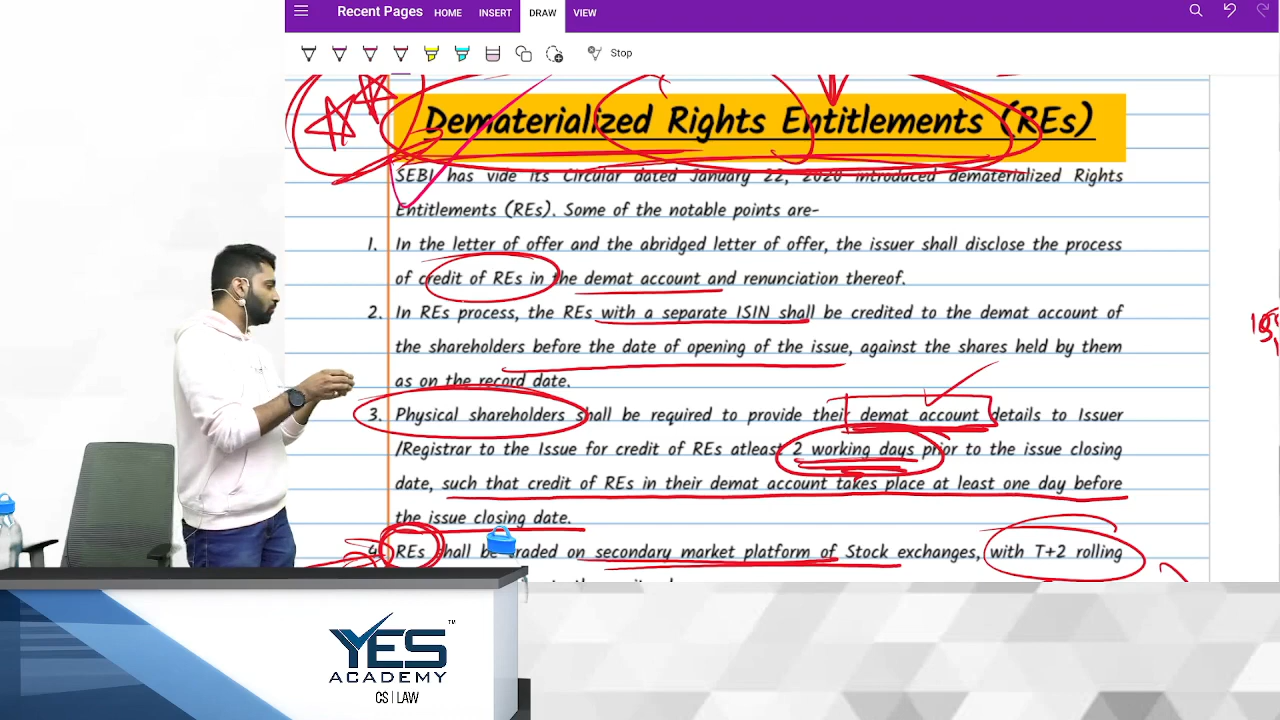 Recent Pages HOME INSERT DRAW VIEW
Stop
Dematerialized Rights Entitlements (REs)
SEBI has vide its Circular dated January 22, 2020 introduced dematerialized Rights
Entitlements (REs). Some of the notable points are-
1. In the letter of offer and the abridged letter of offer, the issuer shall disclose the process
of credit of REs in the demat account and renunciation thereof.
2. In REs process, the REs with a separate ISIN shall be credited to the demat account of
the shareholders before the date of opening of the issue, against the shares held by them
as on the record date.
3. Physical shareholders shall be required to provide their demat account details to Issuer
/Registrar to the Issue for credit of REs atleast 2 working days prior to the issue closing
date, such that credit of REs in their demat account takes place at least one day before
the issue closing date.
4. REs shall be traded on secondary market platform of Stock exchanges, with T+2 rolling
YES
ACADEMY
CS | LAW
TM